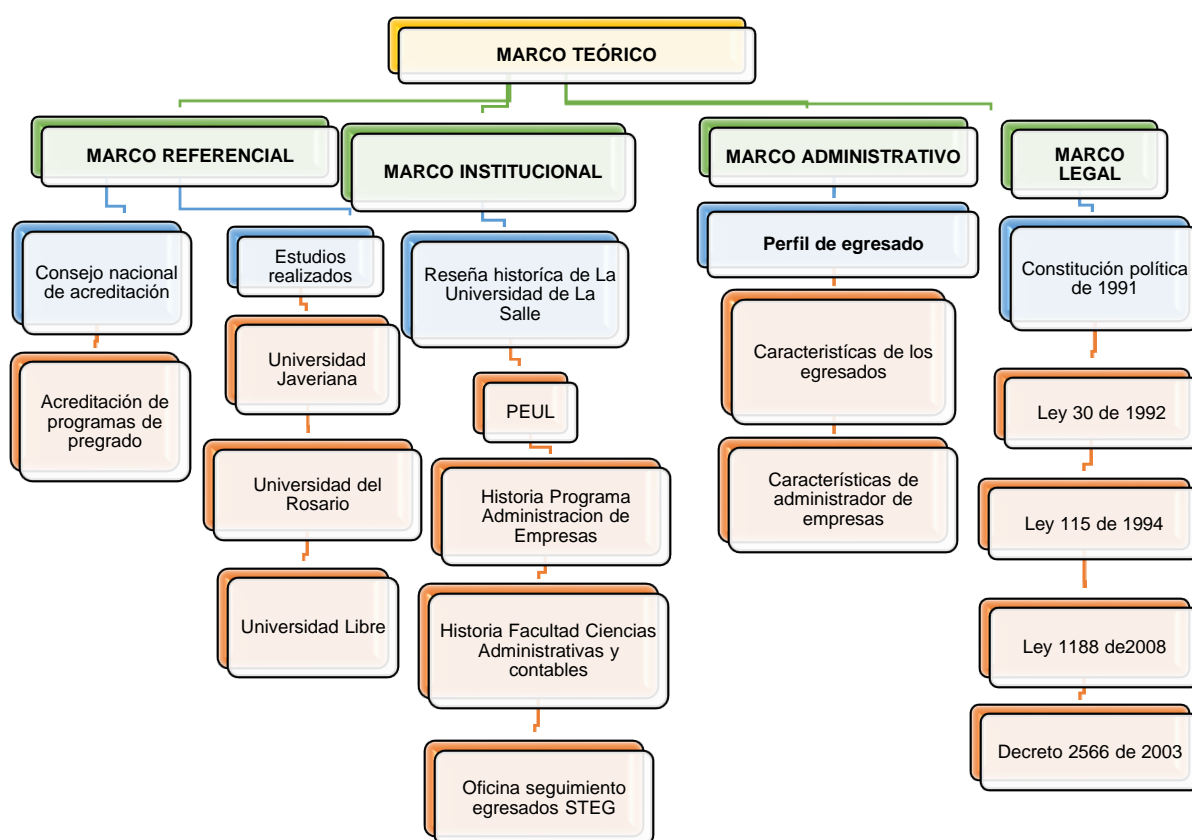 MARCO TEÓRICO
MARCO REFERENCIAL
MARCO INSTITUCIONAL
MARCO ADMINISTRATIVO
MARCO
LEGAL
Consejo nacional
de acreditación
Acreditación de
programas de
pregrado
Estudios
realizados
Universidad
Javeriana
Universidad del
Rosario
Universidad Libre
Reseña historíca de La
Universidad de La
Salle
PEUL
Historia Programa
Administracion de
Empresas
Historia Facultad Ciencias
Administrativas y
contables
Oficina seguimiento
egresados STEG
Perfil de egresado
Caracteristícas de los
egresados
Características de
administrador de
empresas
Constitución política
de 1991
Ley 30 de 1992
Ley 115 de 1994
Ley 1188 de2008
Decreto 2566 de 2003